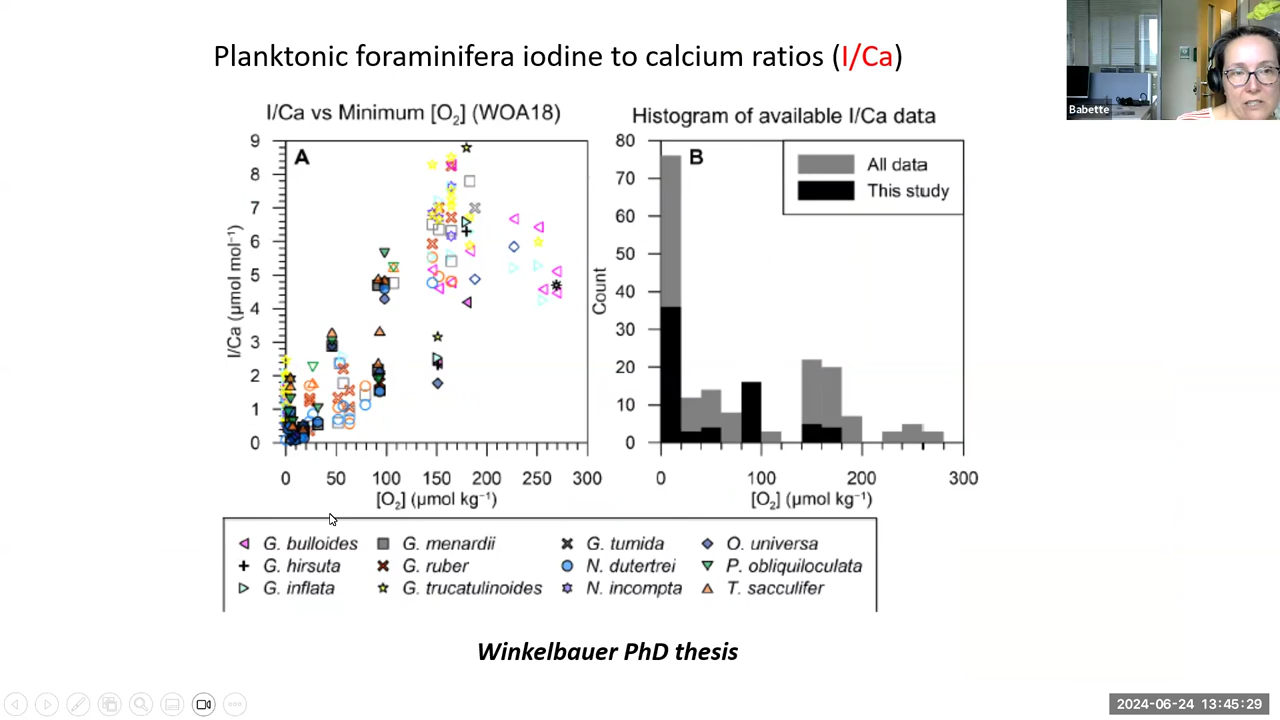 Planktonic foraminifera iodine to calcium ratios (I/Ca)
Babette
I/Ca vs Minimum [O₂] (WOA18)
A
I/Ca (μmol mol⁻¹)
9
8
7
6
5
4
3
2
1
0
0 50 100 150 200 250 300
[O₂] (μmol kg⁻¹)
Histogram of available I/Ca data
B
All data
This study
Count
80
70
60
50
40
30
20
10
0
0 100 200 300
[O₂] (μmol kg⁻¹)
G. bulloides G. menardii G. tumida O. universa
G. hirsuta G. ruber N. dutertrei P. obliquiloculata
G. inflata G. trucatulinoides N. incompta T. sacculifer
Winkelbauer PhD thesis
2024-06-24 13:45:29